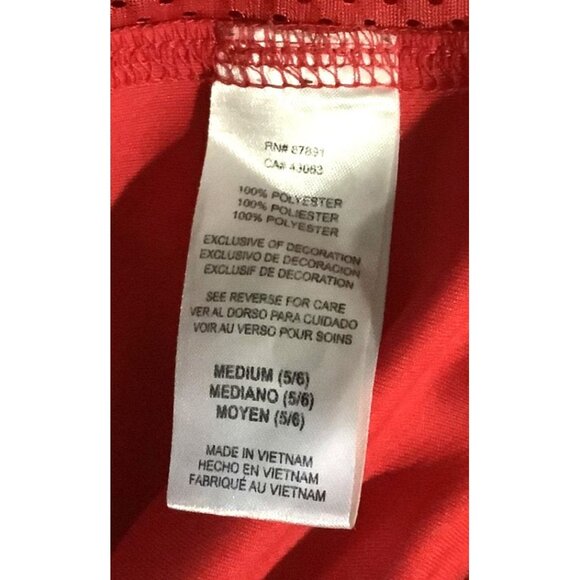 RN# 87891
CA# 43063
100% POLYESTER
100% POLIESTER
100% POLYESTER
EXCLUSIVE OF DECORATION
EXCLUSIVO DE DECORACION
EXCLUSIF DE DECORATION
SEE REVERSE FOR CARE
VER AL DORSO PARA CUIDADO
VOIR AU VERSO POUR SOINS
MEDIUM (5/6)
MEDIANO (5/6)
MOYEN (5/6)
MADE IN VIETNAM
HECHO EN VIETNAM
FABRIQUÉ AU VIETNAM